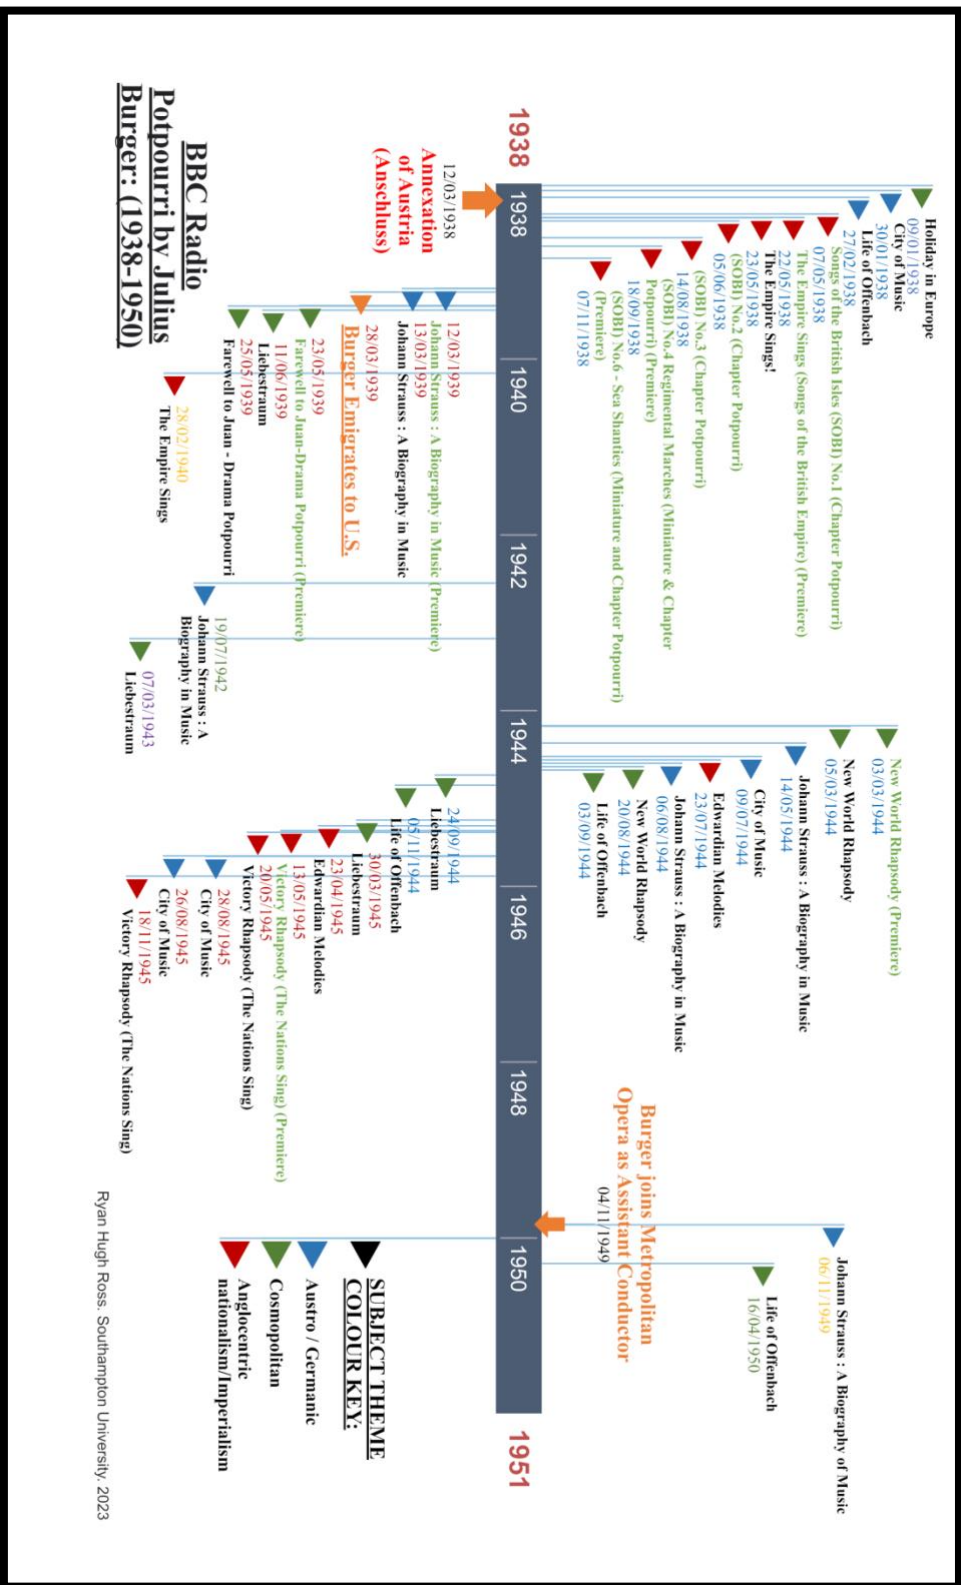 Holiday in Europe
09/01/1938
City of Music
30/01/1938
Life of Offenbach
27/02/1938
Songs of the British Isles (SOBI) No.1 (Chapter Potpourri)
07/05/1938
The Empire Sings (Songs of the British Empire) (Premiere)
22/05/1938
The Empire Sings!
23/05/1938
(SOBI) No.2 (Chapter Potpourri)
05/06/1938
(SOBI) No.3 (Chapter Potpourri)
14/08/1938
(SOBI) No.4 Regimental Marches (Miniature & Chapter
Potpourri) (Premiere)
18/09/1938
(SOBI) No.6 - Sea Shanties (Miniature and Chapter Potpourri)
(Premiere)
07/11/1938
New World Rhapsody (Premiere)
03/03/1944
New World Rhapsody
05/03/1944
Johann Strauss : A Biography in Music
14/05/1944
City of Music
09/07/1944
Edwardian Melodies
23/07/1944
Johann Strauss : A Biography in Music
06/08/1944
New World Rhapsody
20/08/1944
Life of Offenbach
03/09/1944
Johann Strauss : A Biography of Music
06/11/1949
Life of Offenbach
16/04/1950
Burger joins Metropolitan
Opera as Assistant Conductor
04/11/1949
1938
1938
1940
1942
1944
1946
1948
1950
1951
12/03/1938
Annexation
of Austria
(Anschluss)
12/03/1939
Johann Strauss : A Biography in Music (Premiere)
13/03/1939
Johann Strauss : A Biography in Music
28/03/1939
Burger Emigrates to U.S.
23/05/1939
Farewell to Juan-Drama Potpourri (Premiere)
11/06/1939
Liebestraum
25/05/1939
Farewell to Juan - Drama Potpourri
28/02/1940
The Empire Sings
19/07/1942
Johann Strauss : A
Biography in Music
07/03/1943
Liebestraum
24/09/1944
Liebestraum
05/11/1944
Life of Offenbach
30/03/1945
Liebestraum
23/04/1945
Edwardian Melodies
13/05/1945
Victory Rhapsody (The Nations Sing) (Premiere)
20/05/1945
Victory Rhapsody (The Nations Sing)
28/08/1945
City of Music
26/08/1945
City of Music
18/11/1945
Victory Rhapsody (The Nations Sing)
BBC Radio
Potpourri by Julius
Burger: (1938-1950)
SUBJECT THEME
COLOUR KEY:
Austro / Germanic
Cosmopolitan
Anglocentric
nationalism/Imperialism
Ryan Hugh Ross. Southampton University. 2023